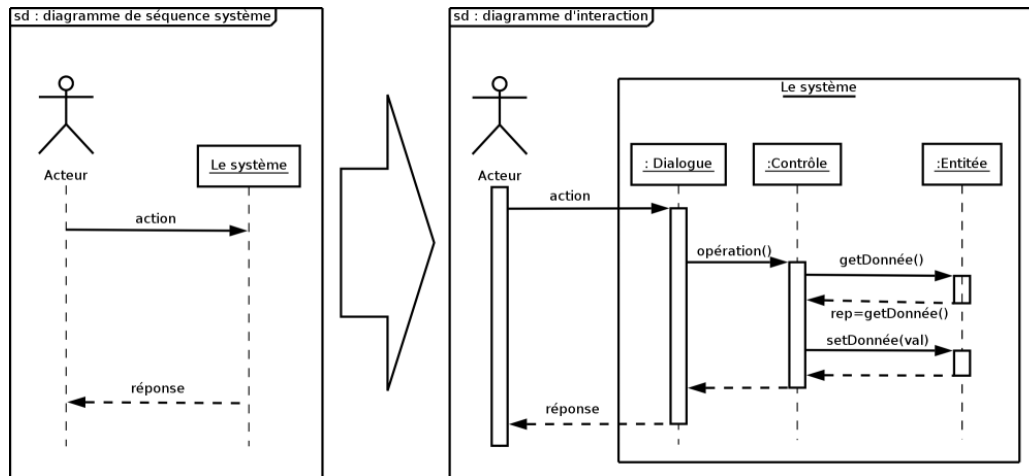 sd : diagramme de séquence système
Acteur
Le système
action
réponse
sd : diagramme d'interaction
Le système
Acteur
: Dialogue
:Contrôle
:Entitée
action
opération()
getDonnée()
rep=getDonnée()
setDonnée(val)
réponse